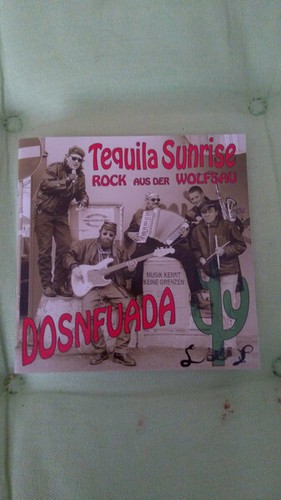 Tequila Sunrise
ROCK AUS DER WOLFSAU
MUSIK KENNT
KEINE GRENZEN
DOSNFUADA